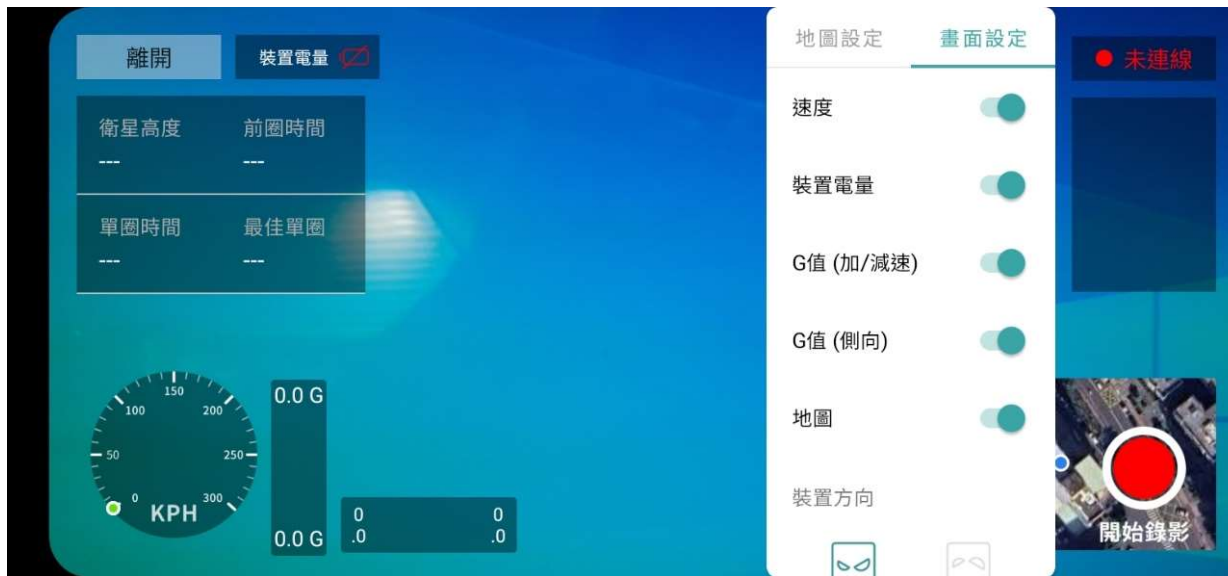 離開
裝置電量
衛星高度 前圈時間
--- ---
單圈時間 最佳單圈
--- ---
150
100 200
50 250
0 300
KPH
0.0 G
0.0 G
0 0
.0 .0
地圖設定 畫面設定
速度
裝置電量
G值 (加/減速)
G值 (側向)
地圖
裝置方向
未連線
開始錄影